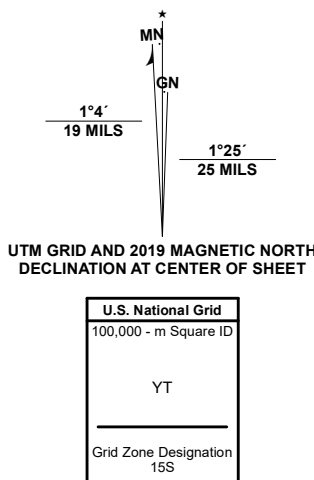 ★
MN
GN
1°4´
19 MILS
1°25´
25 MILS
UTM GRID AND 2019 MAGNETIC NORTH
DECLINATION AT CENTER OF SHEET
U.S. National Grid
100,000 - m Square ID
YT
Grid Zone Designation
15S